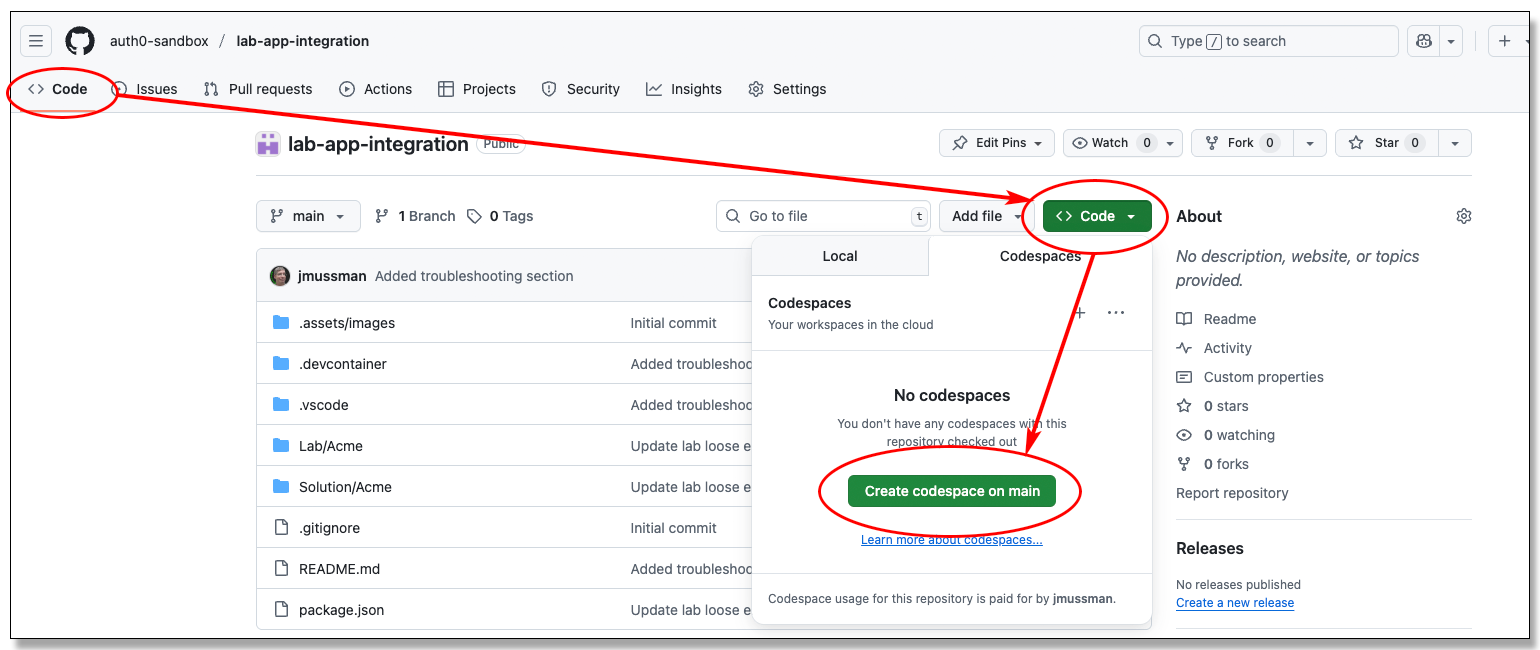 auth0-sandbox / lab-app-integration
Type / to search
Code
Issues
Pull requests
Actions
Projects
Security
Insights
Settings
lab-app-integration
Public
Edit Pins
Watch 0
Fork 0
Star 0
main
1 Branch
0 Tags
Go to file
t
Add file
Code
jmussman Added troubleshooting section
.assets/images Initial commit
.devcontainer Added troubleshoo
.vscode Added troubleshoo
Lab/Acme Update lab loose e
Solution/Acme Update lab loose e
.gitignore Initial commit
README.md Added troubleshoo
package.json Update lab loose e
Local
Codespaces
Codespaces
Your workspaces in the cloud
No codespaces
You don't have any codespaces with this
repository checked out
Create codespace on main
Learn more about codespaces...
Codespace usage for this repository is paid for by jmussman.
About
No description, website, or topics
provided.
Readme
Activity
Custom properties
0 stars
0 watching
0 forks
Report repository
Releases
No releases published
Create a new release